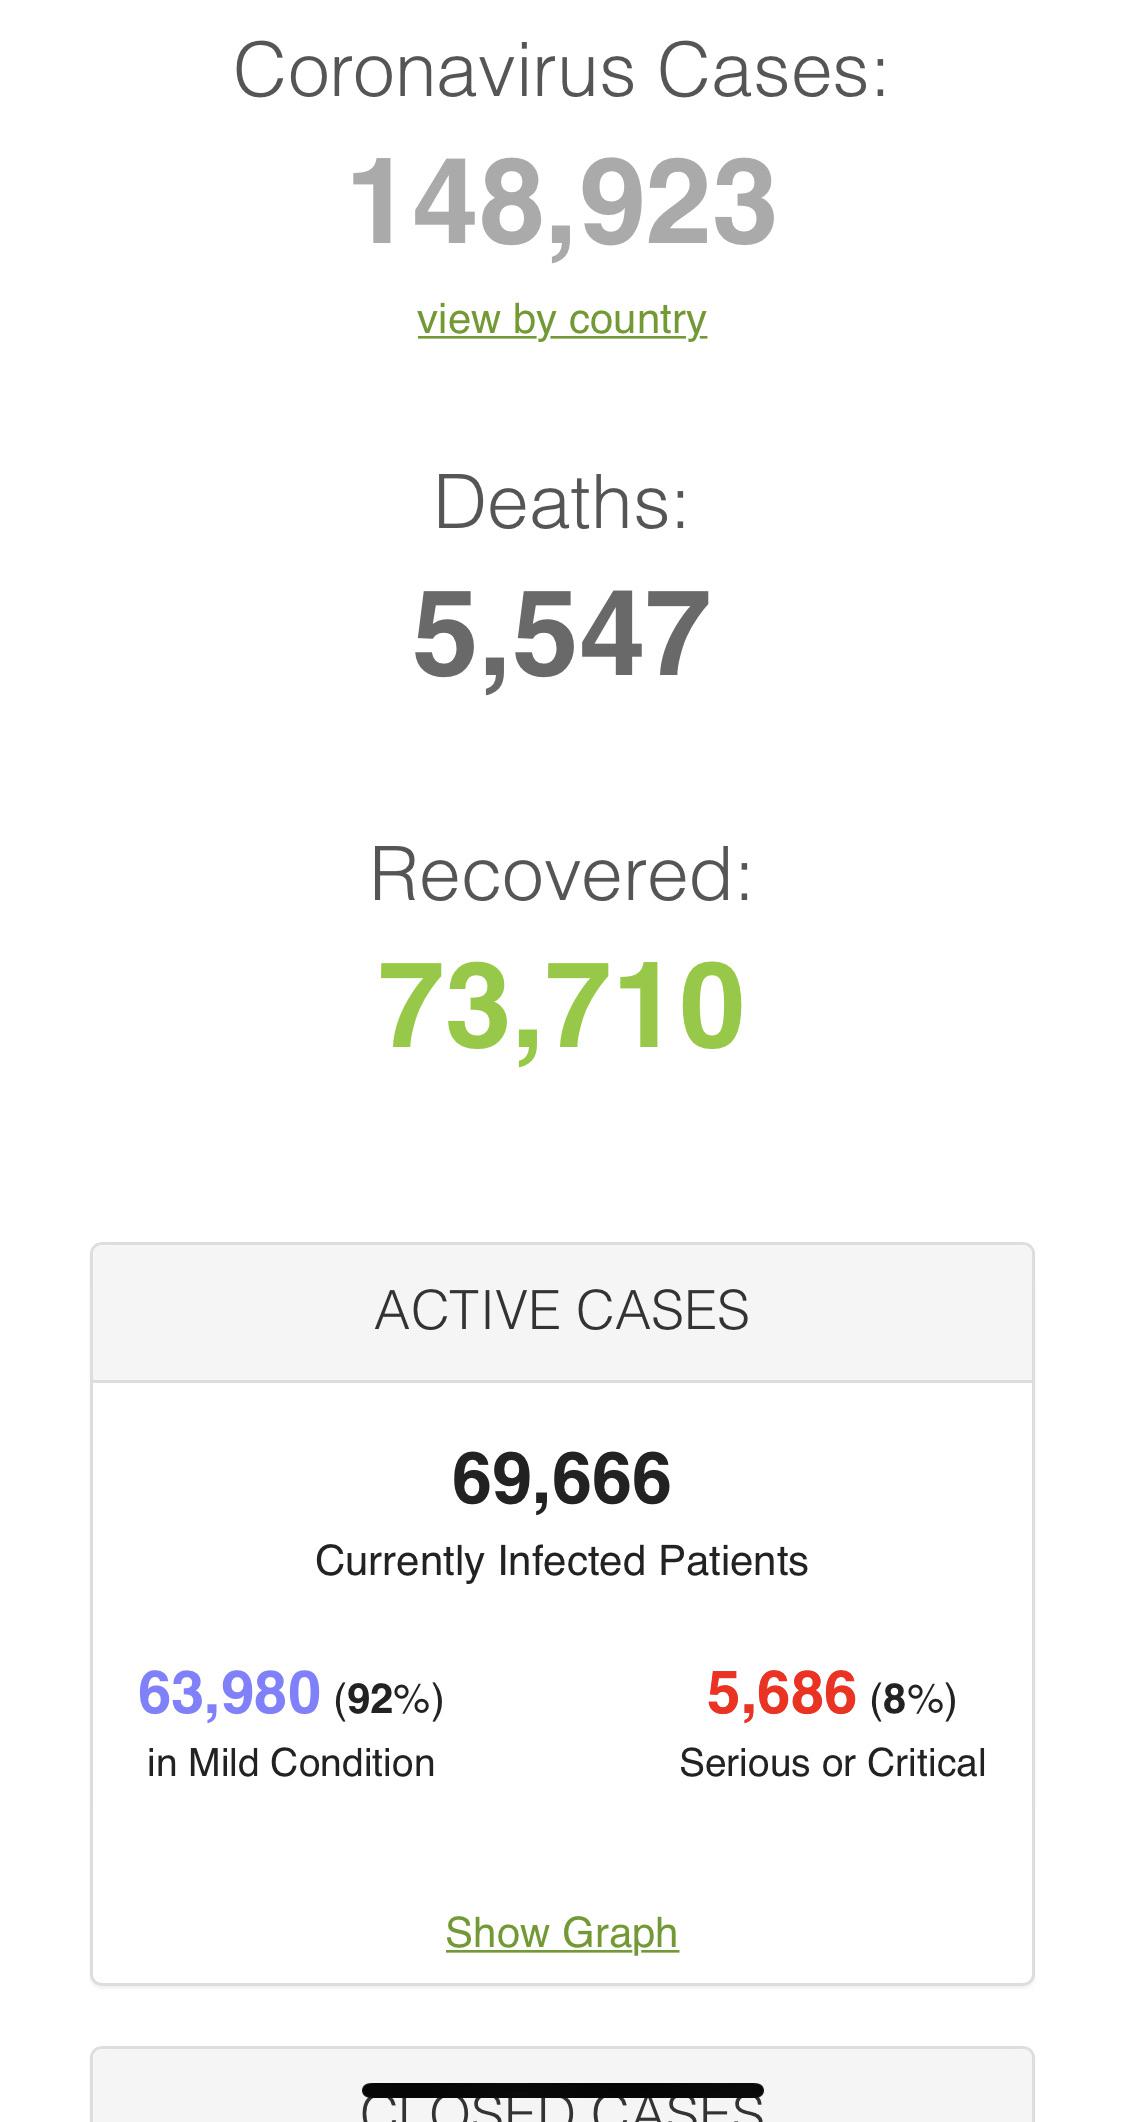 Coronavirus Cases:
148,923
view by country
Deaths:
5,547
Recovered:
73,710
ACTIVE CASES
69,666
Currently Infected Patients
63,980 (92%)
in Mild Condition
5,686 (8%)
Serious or Critical
Show Graph
CLOSED CASES